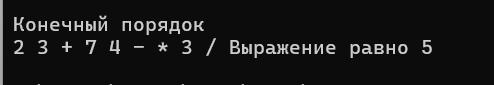 Конечный порядок
2 3 + 7 4 - * 3 / Выражение равно 5